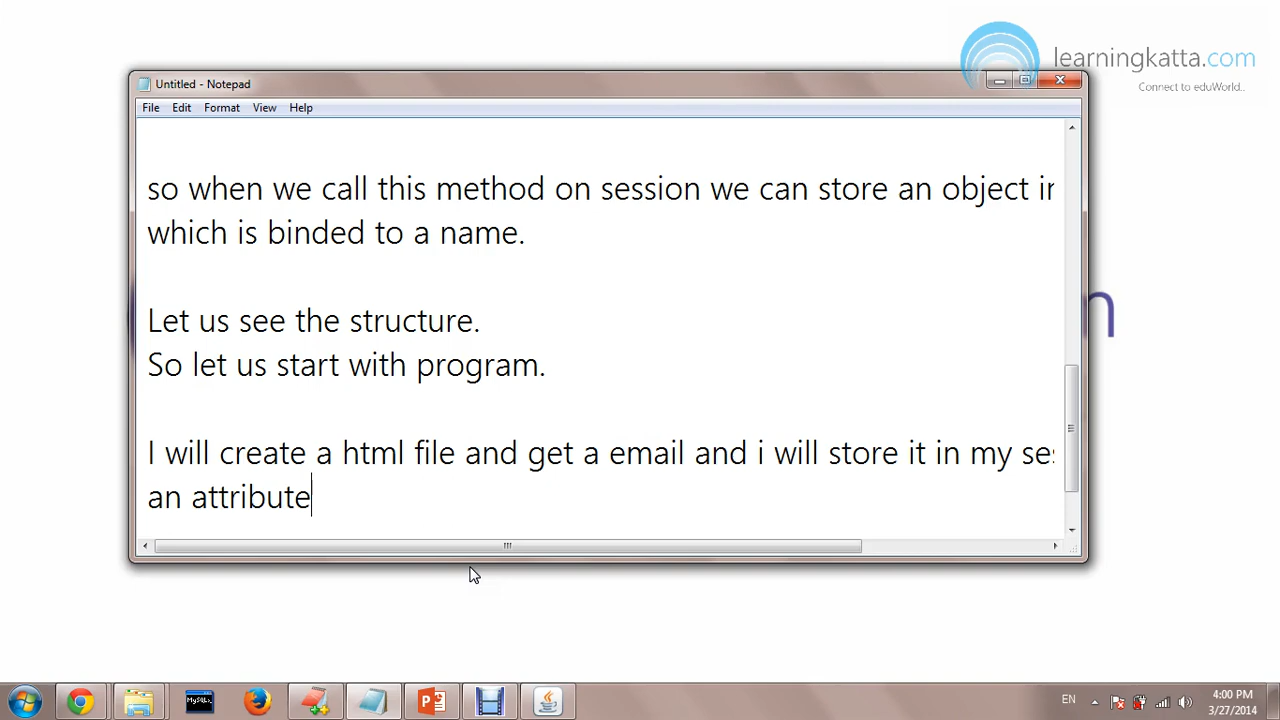 learningkatta.com
Connect to eduWorld..
Untitled - Notepad
File Edit Format View Help
so when we call this method on session we can store an object
which is binded to a name.
Let us see the structure.
So let us start with program.
I will create a html file and get a email and i will store it in my
an attribute
n
MySQL
EN
4:00 PM
3/27/2014